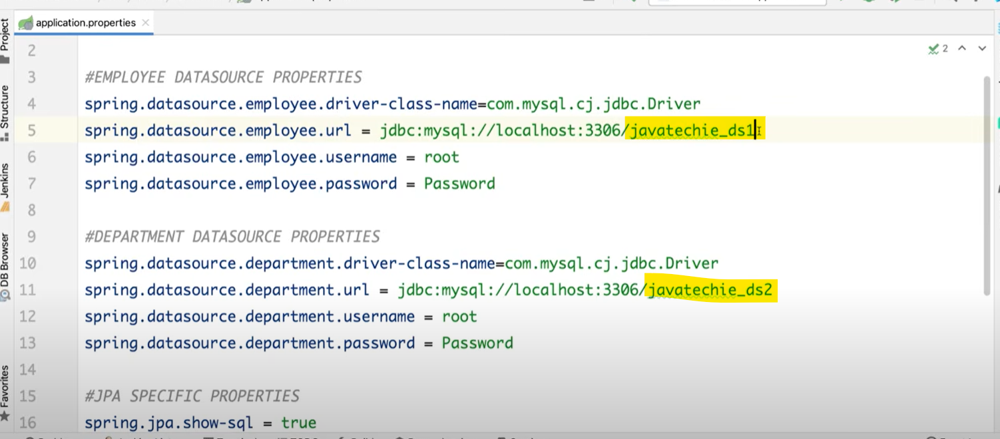 application.properties
Project
Structure
Jenkins
DB Browser
Favorites
2
2
3 #EMPLOYEE DATASOURCE PROPERTIES
4 spring.datasource.employee.driver-class-name=com.mysql.cj.jdbc.Driver
5 spring.datasource.employee.url = jdbc:mysql://localhost:3306/javatechie_ds1
6 spring.datasource.employee.username = root
7 spring.datasource.employee.password = Password
8
9 #DEPARTMENT DATASOURCE PROPERTIES
10 spring.datasource.department.driver-class-name=com.mysql.cj.jdbc.Driver
11 spring.datasource.department.url = jdbc:mysql://localhost:3306/javatechie_ds2
12 spring.datasource.department.username = root
13 spring.datasource.department.password = Password
14
15 #JPA SPECIFIC PROPERTIES
16 spring.jpa.show-sql = true